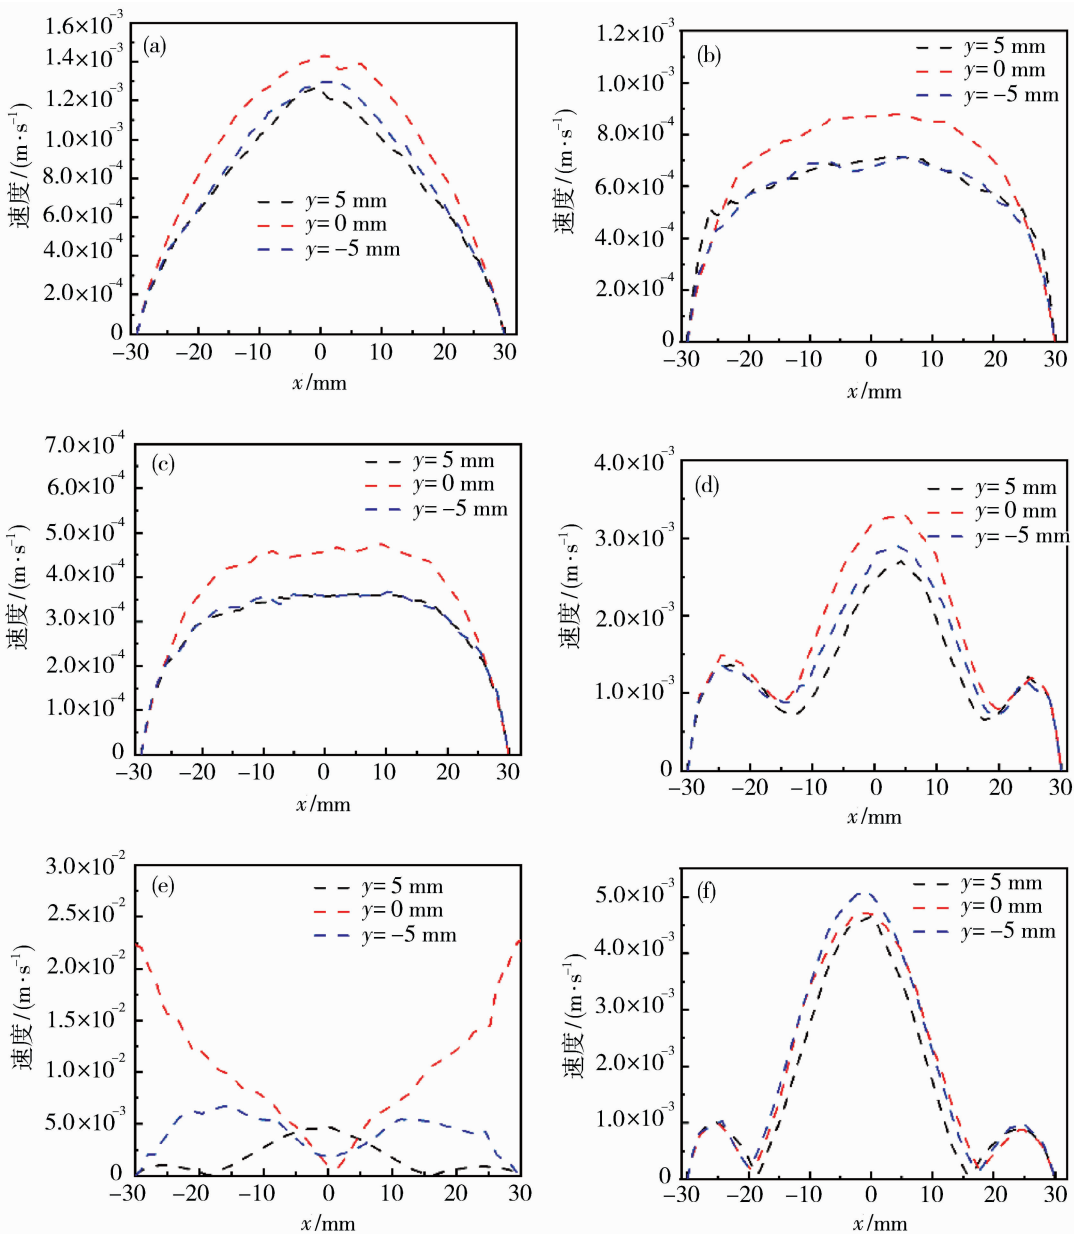 (a)
1.6×10⁻³
1.4×10⁻³
1.2×10⁻³
1.0×10⁻³
8.0×10⁻⁴
6.0×10⁻⁴
4.0×10⁻⁴
2.0×10⁻⁴
0
速度/(m·s⁻¹)
y= 5 mm
y= 0 mm
y= −5 mm
−30 −20 −10 0 10 20 30
x/mm
(b)
1.2×10⁻³
1.0×10⁻³
8.0×10⁻⁴
6.0×10⁻⁴
4.0×10⁻⁴
2.0×10⁻⁴
0
速度/(m·s⁻¹)
y= 5 mm
y= 0 mm
y= −5 mm
−30 −20 −10 0 10 20 30
x/mm
(c)
7.0×10⁻⁴
6.0×10⁻⁴
5.0×10⁻⁴
4.0×10⁻⁴
3.0×10⁻⁴
2.0×10⁻⁴
1.0×10⁻⁴
0
速度/(m·s⁻¹)
y= 5 mm
y= 0 mm
y= −5 mm
−30 −20 −10 0 10 20 30
x/mm
(d)
4.0×10⁻³
3.0×10⁻³
2.0×10⁻³
1.0×10⁻³
0
速度/(m·s⁻¹)
y= 5 mm
y= 0 mm
y= −5 mm
−30 −20 −10 0 10 20 30
x/mm
(e)
3.0×10⁻²
2.5×10⁻²
2.0×10⁻²
1.5×10⁻²
1.0×10⁻²
5.0×10⁻³
0
速度/(m·s⁻¹)
y= 5 mm
y= 0 mm
y= −5 mm
−30 −20 −10 0 10 20 30
x/mm
(f)
5.0×10⁻³
4.0×10⁻³
3.0×10⁻³
2.0×10⁻³
1.0×10⁻³
0
速度/(m·s⁻¹)
y= 5 mm
y= 0 mm
y= −5 mm
−30 −20 −10 0 10 20 30
x/mm